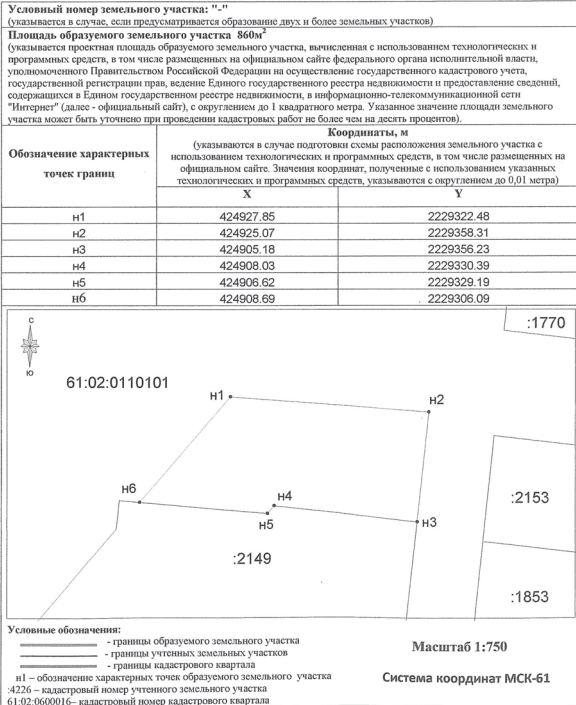 Условный номер земельного участка: "-"
(указывается в случае, если предусматривается образование двух и более земельных участков)
Площадь образуемого земельного участка 860м²
(указывается проектная площадь образуемого земельного участка, вычисленная с использованием технологических и
программных средств, в том числе размещенных на официальном сайте федерального органа исполнительной власти,
уполномоченного Правительством Российской Федерации на осуществление государственного кадастрового учета,
государственной регистрации прав, ведение Единого государственного реестра недвижимости и предоставление сведений,
содержащихся в Едином государственном реестре недвижимости, в информационно-телекоммуникационной сети
"Интернет" (далее - официальный сайт), с округлением до 1 квадратного метра. Указанное значение площади земельного
участка может быть уточнено при проведении кадастровых работ не более чем на десять процентов).
Обозначение характерных
точек границ
Координаты, м
(указываются в случае подготовки схемы расположения земельного участка с
использованием технологических и программных средств, в том числе размещенных на
официальном сайте. Значения координат, полученные с использованием указанных
технологических и программных средств, указываются с округлением до 0,01 метра)
X Y
н1 424927.85 2229322.48
н2 424925.07 2229358.31
н3 424905.18 2229356.23
н4 424908.03 2229330.39
н5 424906.62 2229329.19
н6 424908.69 2229306.09
с
ю
:1770
61:02:0110101
н1
н2
н6
н4
н5
н3
:2153
:2149
:1853
Условные обозначения:
- границы образуемого земельного участка
- границы учтенных земельных участков
- границы кадастрового квартала
н1 – обозначение характерных точек образуемого земельного участка
:4226 – кадастровый номер учтенного земельного участка
61:02:0600016– кадастровый номер кадастрового квартала
Масштаб 1:750
Система координат МСК-61